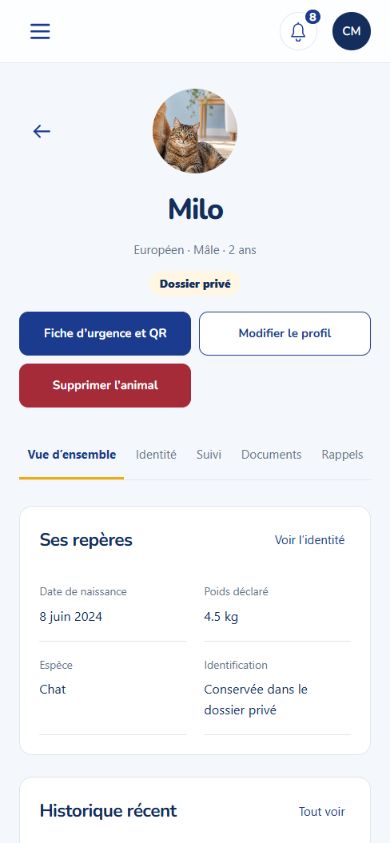 8
CM
Milo
Européen · Mâle · 2 ans
Dossier privé
Fiche d'urgence et QR
Modifier le profil
Supprimer l'animal
Vue d'ensemble
Identité
Suivi
Documents
Rappels
Ses repères
Voir l'identité
Date de naissance
Poids déclaré
8 juin 2024
4.5 kg
Espèce
Identification
Chat
Conservée dans le
dossier privé
Historique récent
Tout voir